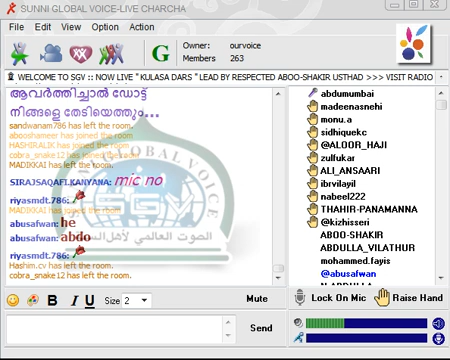 SUNNI GLOBAL VOICE-LIVE CHARCHA
File Edit View Option Action
G
Owner: ourvoice
Members 263
WELCOME TO SGV :: NOW LIVE " KULASA DARS " LEAD BY RESPECTED ABOO-SHAKIR USTHAD >>> VISIT RADIO
ആവർത്തിച്ചാൽ ഡോട്ട്
നിങ്ങളെ തേടിയെത്തും...
sandwanam786 has left the room.
abooshameer has joined the room.
HASHIRALIK has joined the room.
cobra_snake12 has joined the room.
MADIKKAI has left the room.
SIRAJSAQAFI.KANYANA: mic no
riyasmdt.786:
MADIKKAI has joined the room.
abusafwan: he
abusafwan: abdo
riyasmdt.786:
Hashim.cv has left the room.
cobra_snake12 has left the room.
GLOBAL VOICE
SGV
الصوت العالمي لأهل السنة
abdumumbai
madeenasnehi
monu.a
sidhiquekc
@ALOOR_HAJI
zulfukar
ALI_ANSAARI
ibrvilayil
nabeel222
THAHIR-PANAMANNA
@kizhisseri
ABOO-SHAKIR
ABDULLA_VILATHUR
mohammed.fayis
@abusafwan
B I U Size 2 Mute
Lock On Mic Raise Hand
Send